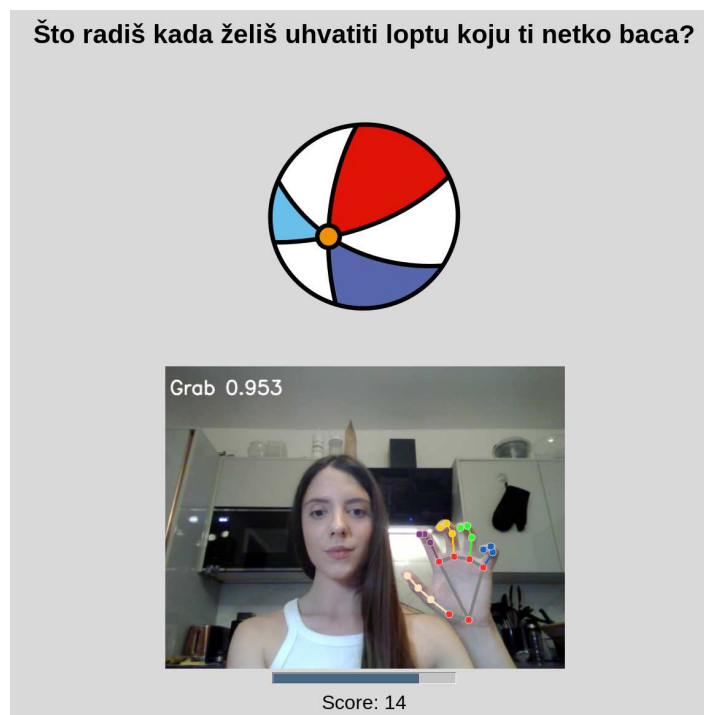 Što radiš kada želiš uhvatiti loptu koju ti netko baca?
Grab 0.953
Score: 14